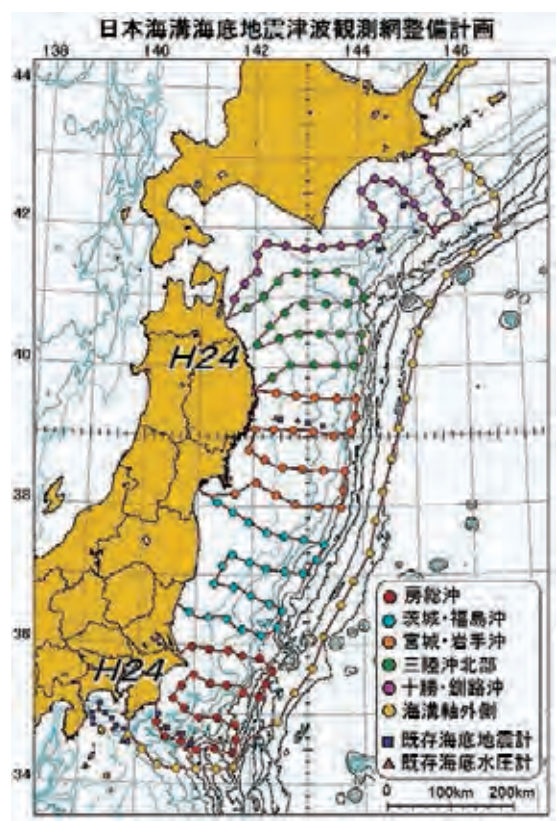 日本海溝海底地震津波観測網整備計画
138 140 142 144 146
44
42
40
38
36
34
H24
H24
房総沖
茨城・福島沖
宮城・岩手沖
三陸沖北部
十勝・釧路沖
海溝軸外側
既存海底地震計
既存海底水圧計
0 100km 200km